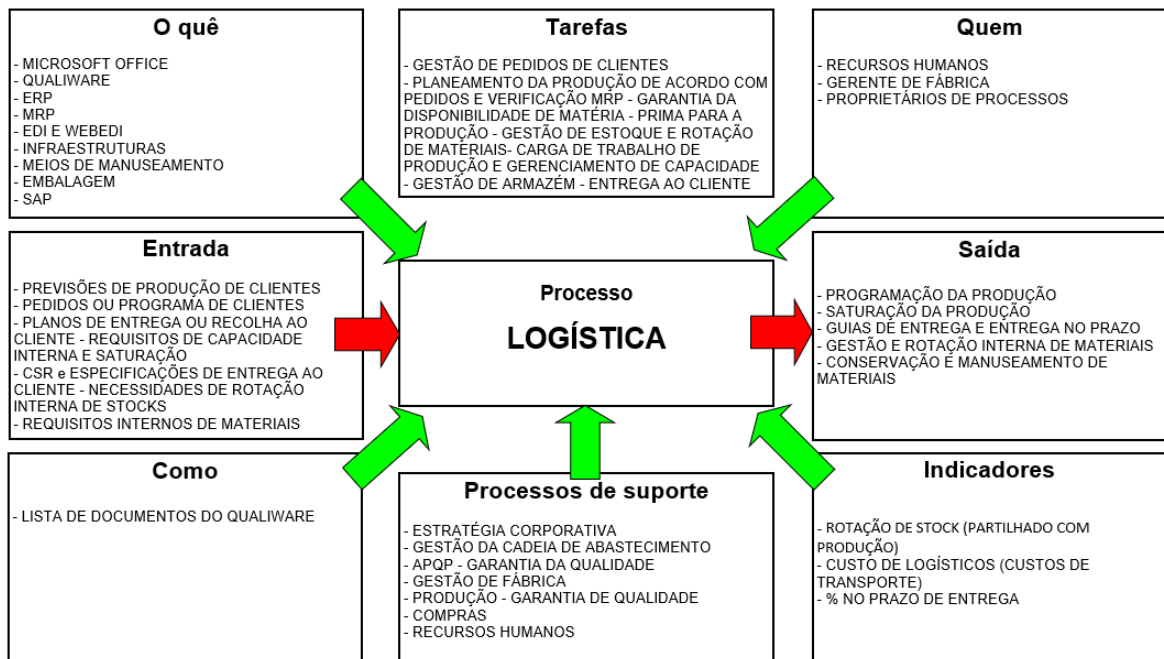 O quê
- MICROSOFT OFFICE
- QUALIWARE
- ERP
- MRP
- EDI E WEBEDI
- INFRAESTRUTURAS
- MEIOS DE MANUSEAMENTO
- EMBALAGEM
- SAP
Tarefas
- GESTÃO DE PEDIDOS DE CLIENTES
- PLANEAMENTO DA PRODUÇÃO DE ACORDO COM
PEDIDOS E VERIFICAÇÃO MRP - GARANTIA DA
DISPONIBILIDADE DE MATÉRIA - PRIMA PARA A
PRODUÇÃO - GESTÃO DE ESTOQUE E ROTAÇÃO
DE MATERIAIS- CARGA DE TRABALHO DE
PRODUÇÃO E GERENCIAMENTO DE CAPACIDADE
- GESTÃO DE ARMAZÉM - ENTREGA AO CLIENTE
Quem
- RECURSOS HUMANOS
- GERENTE DE FÁBRICA
- PROPRIETÁRIOS DE PROCESSOS
Entrada
- PREVISÕES DE PRODUÇÃO DE CLIENTES
- PEDIDOS OU PROGRAMA DE CLIENTES
- PLANOS DE ENTREGA OU RECOLHA AO
CLIENTE - REQUISITOS DE CAPACIDADE
INTERNA E SATURAÇÃO
- CSR e ESPECIFICAÇÕES DE ENTREGA AO
CLIENTE - NECESSIDADES DE ROTAÇÃO
INTERNA DE STOCKS
- REQUISITOS INTERNOS DE MATERIAIS
Processo
LOGÍSTICA
Saída
- PROGRAMAÇÃO DA PRODUÇÃO
- SATURAÇÃO DA PRODUÇÃO
- GUIAS DE ENTREGA E ENTREGA NO PRAZO
- GESTÃO E ROTAÇÃO INTERNA DE MATERIAIS
- CONSERVAÇÃO E MANUSEAMENTO DE
MATERIAIS
Como
- LISTA DE DOCUMENTOS DO QUALIWARE
Processos de suporte
- ESTRATÉGIA CORPORATIVA
- GESTÃO DA CADEIA DE ABASTECIMENTO
- APQP - GARANTIA DA QUALIDADE
- GESTÃO DE FÁBRICA
- PRODUÇÃO - GARANTIA DE QUALIDADE
- COMPRAS
- RECURSOS HUMANOS
Indicadores
- ROTAÇÃO DE STOCK (PARTILHADO COM
PRODUÇÃO)
- CUSTO DE LOGÍSTICOS (CUSTOS DE
TRANSPORTE)
- % NO PRAZO DE ENTREGA